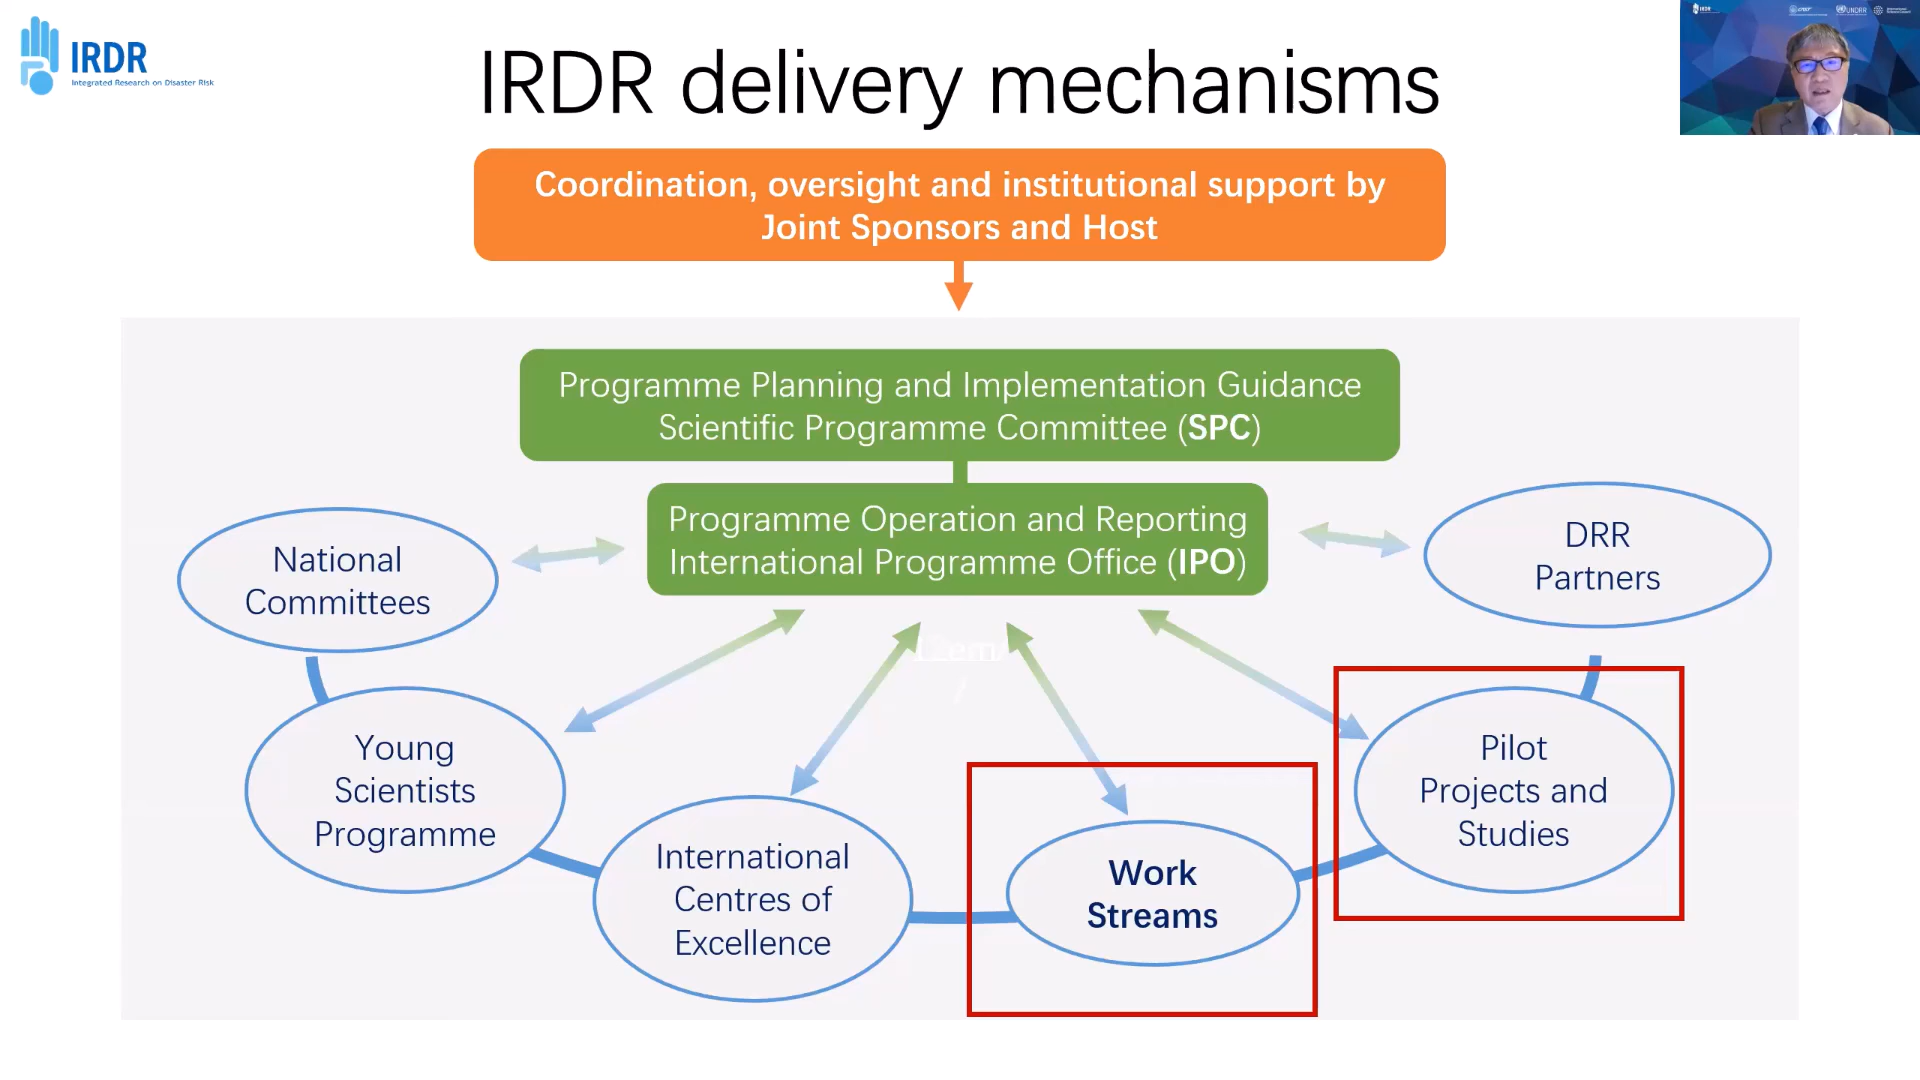 IRDR
Integrated Research on Disaster Risk
IRDR delivery mechanisms
IRDR
UNDRR
Coordination, oversight and institutional support by
Joint Sponsors and Host
Programme Planning and Implementation Guidance
Scientific Programme Committee (SPC)
Programme Operation and Reporting
International Programme Office (IPO)
National
Committees
DRR
Partners
Young
Scientists
Programme
International
Centres of
Excellence
Work
Streams
Pilot
Projects and
Studies